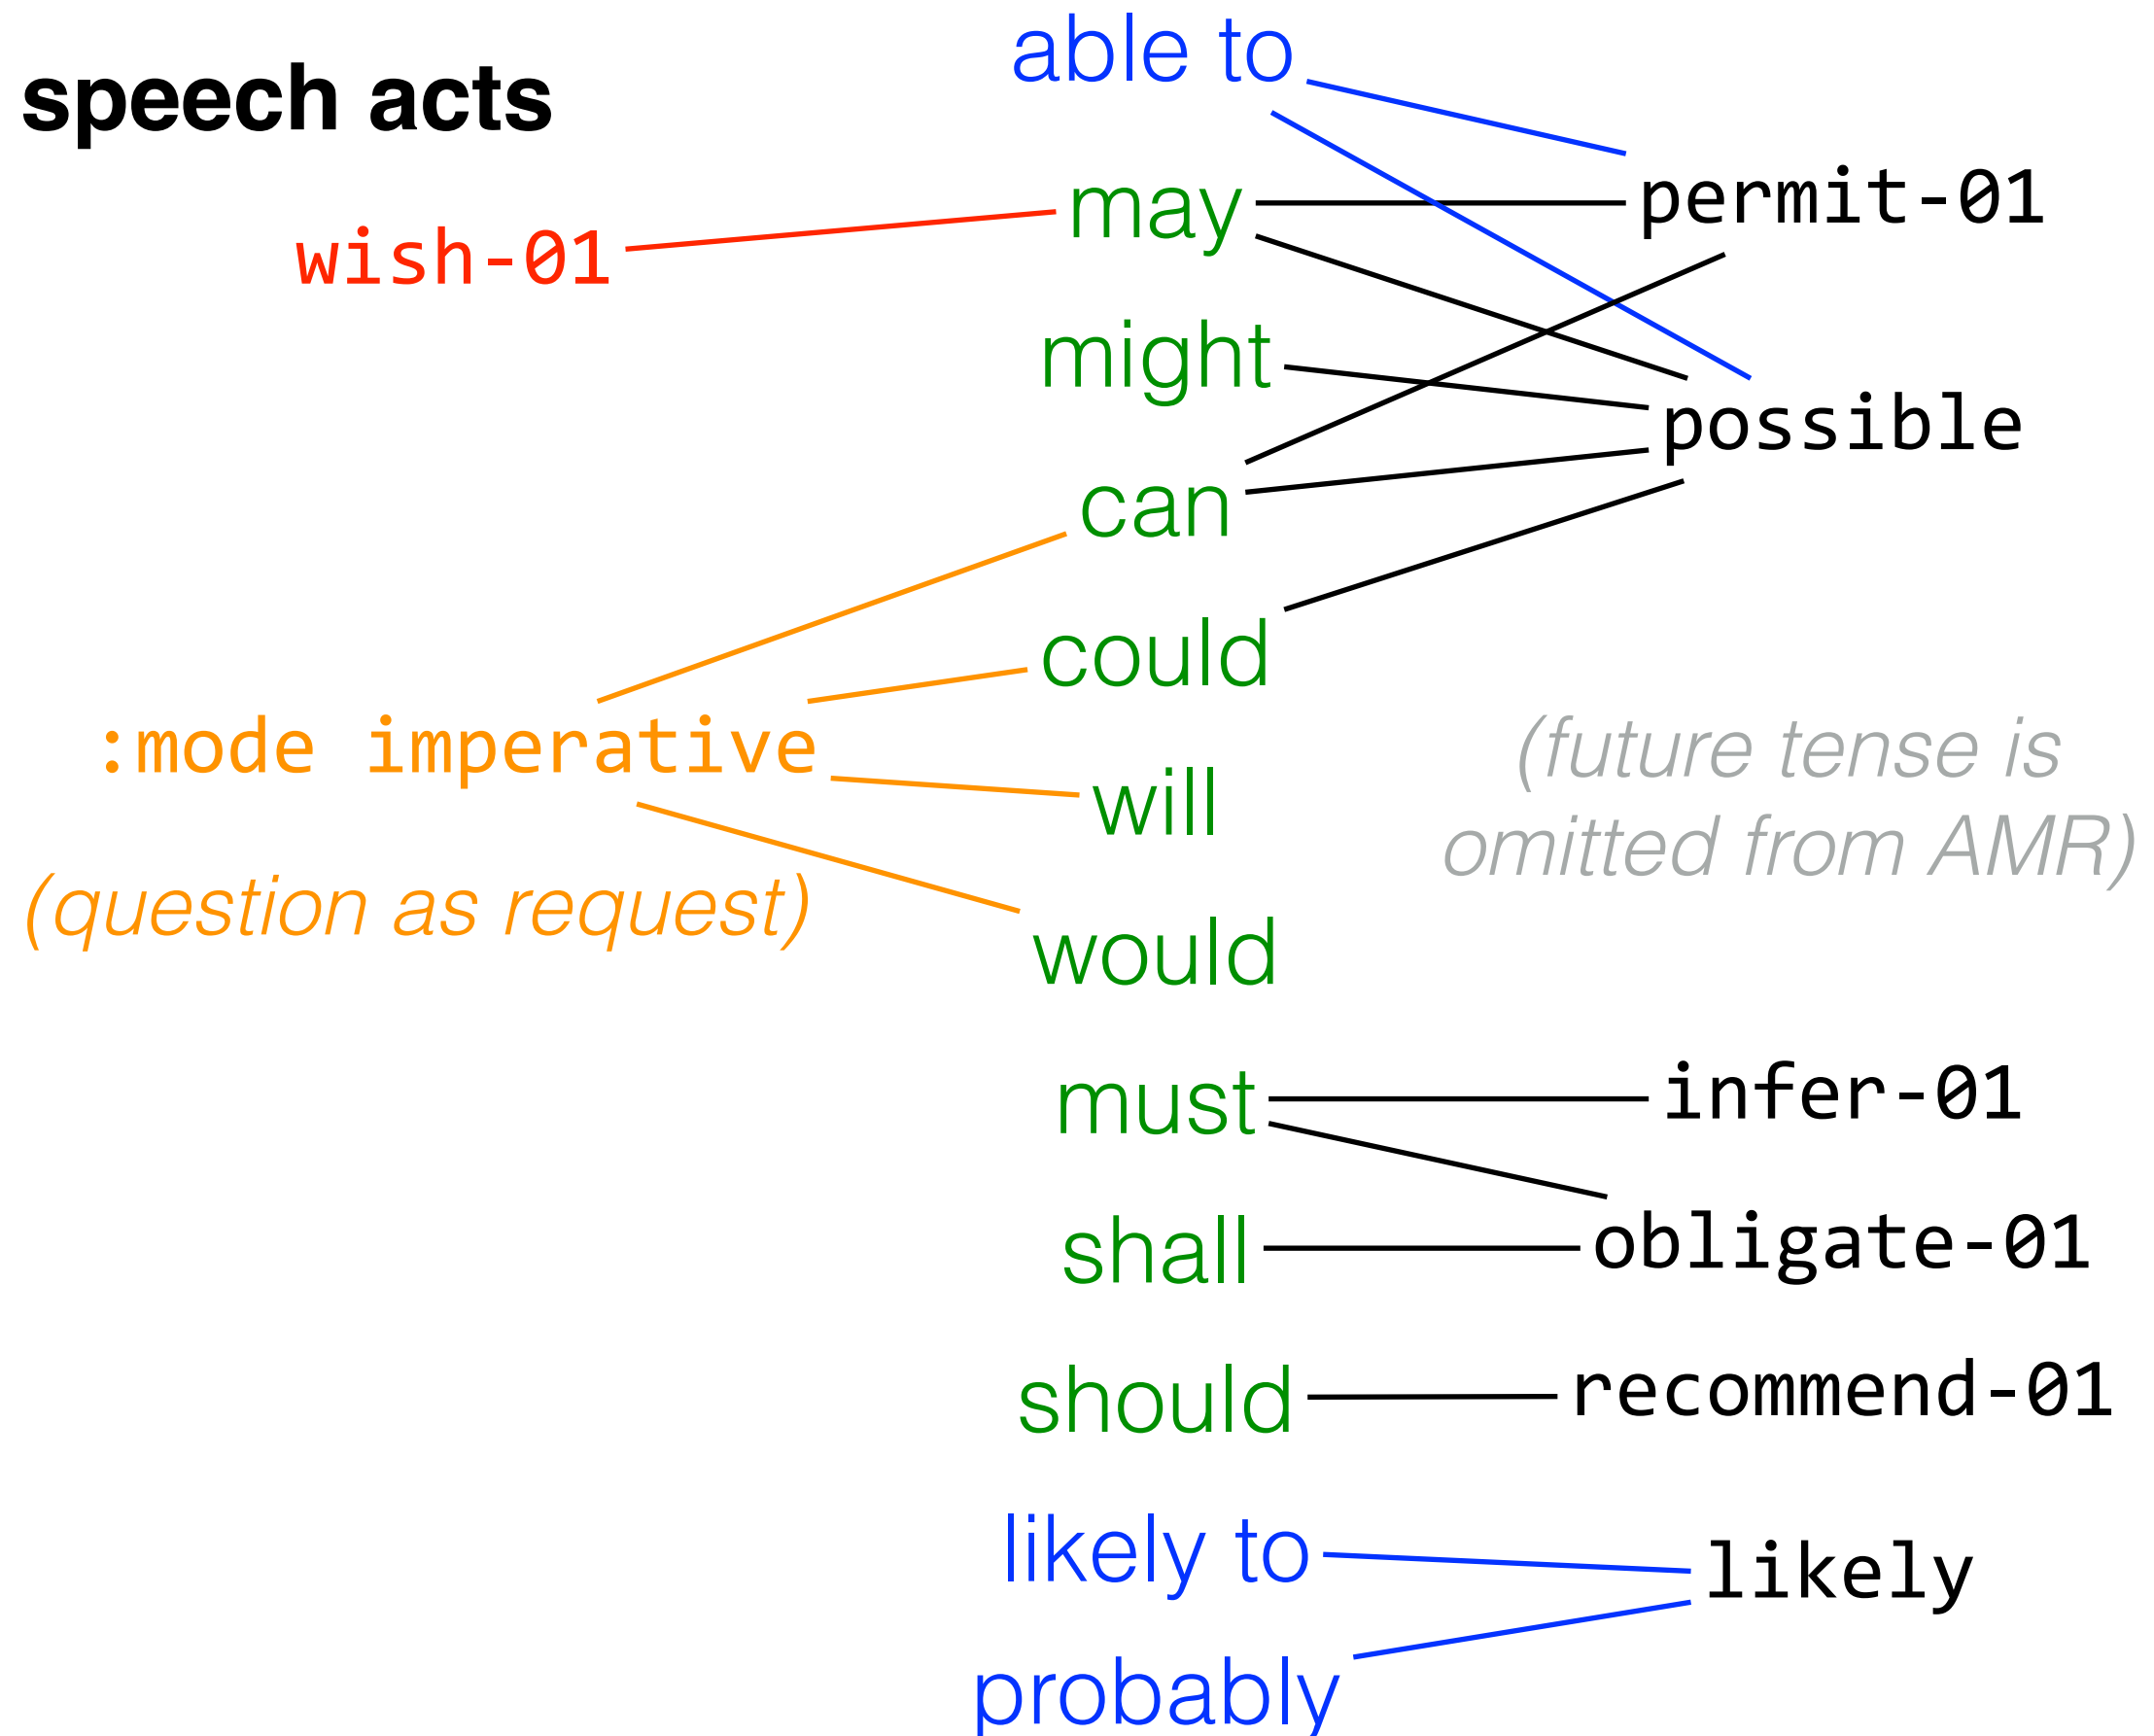 speech acts
able to
permit-01
may
wish-01
might
possible
can
could
:mode imperative
(future tense is
omitted from AMR)
will
(question as request)
would
must
infer-01
shall
obligate-01
should
recommend-01
likely to
likely
probably